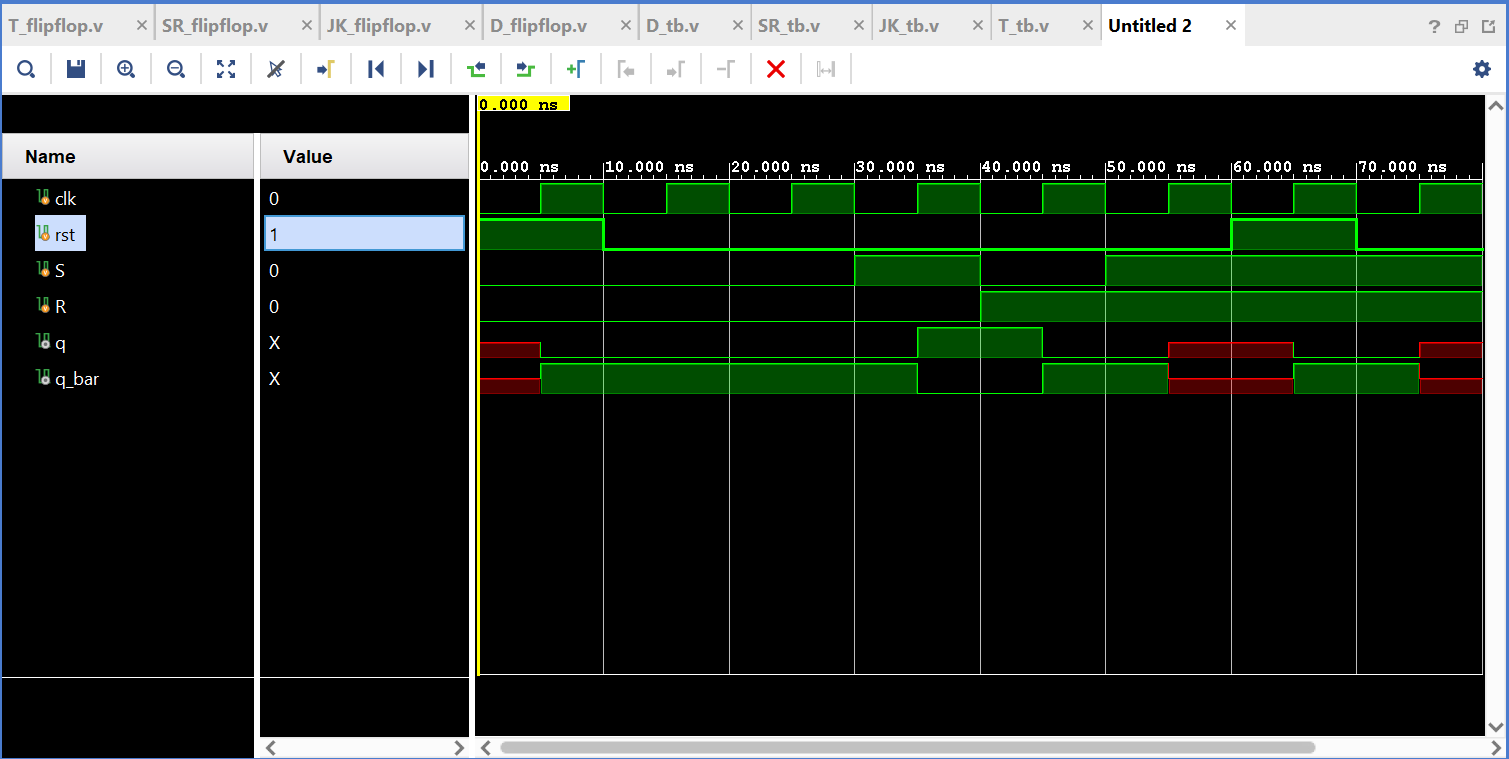 T_flipflop.v SR_flipflop.v JK_flipflop.v D_flipflop.v D_tb.v SR_tb.v JK_tb.v T_tb.v Untitled 2
?
0.000 ns
Name Value
0.000 ns 10.000 ns 20.000 ns 30.000 ns 40.000 ns 50.000 ns 60.000 ns 70.000 ns
clk 0
rst 1
S 0
R 0
q X
q_bar X